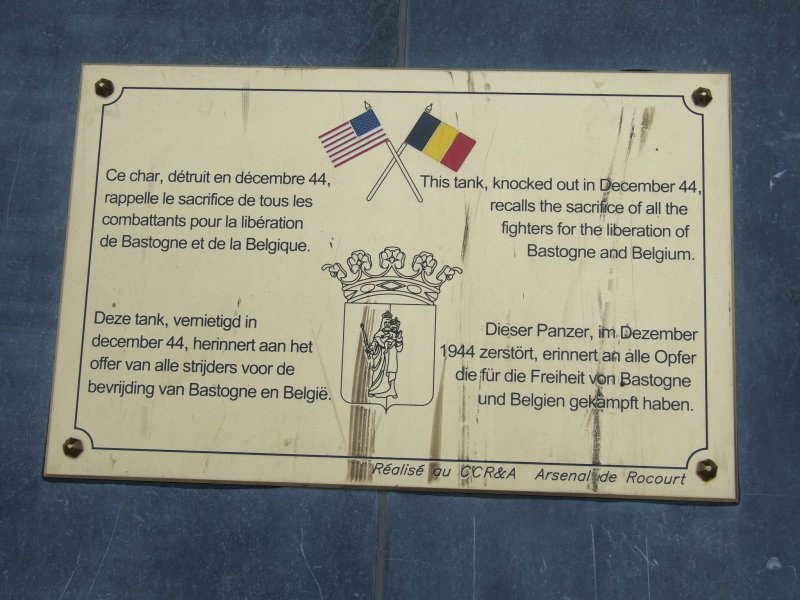 Ce char, détruit en décembre 44,
rappelle le sacrifice de tous les
combattants pour la libération
de Bastogne et de la Belgique.
This tank, knocked out in December 44,
recalls the sacrifice of all the
fighters for the liberation of
Bastogne and Belgium.
Deze tank, vernietigd in
december 44, herinnert aan het
offer van alle strijders voor de
bevrijding van Bastogne en België.
Dieser Panzer, im Dezember
1944 zerstört, erinnert an alle Opfer
die für die Freiheit von Bastogne
und Belgien gekämpft haben.
Réalisé au CCR&A Arsenal de Rocourt